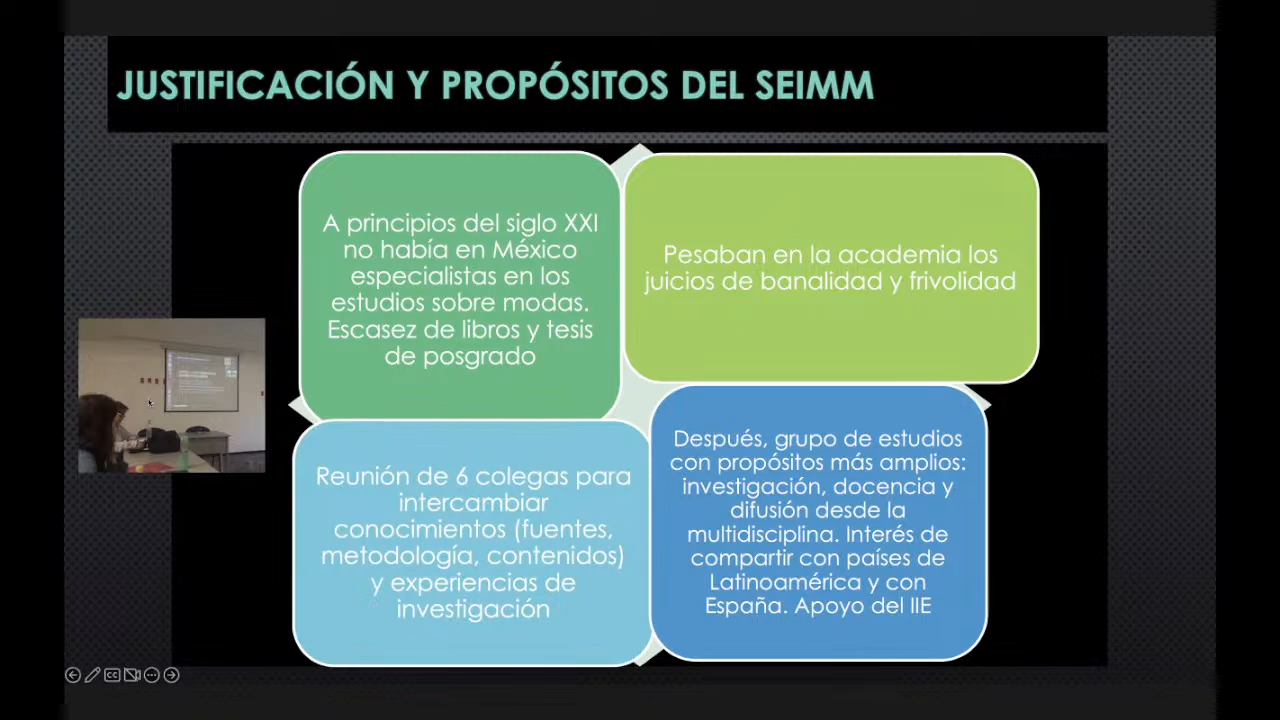 JUSTIFICACIÓN Y PROPÓSITOS DEL SEIMM
A principios del siglo XXI
no había en México
especialistas en los
estudios sobre modas.
Escasez de libros y tesis
de posgrado
Pesaban en la academia los
juicios de banalidad y frivolidad
Reunión de 6 colegas para
intercambiar
conocimientos (fuentes,
metodología, contenidos)
y experiencias de
investigación
Después, grupo de estudios
con propósitos más amplios:
investigación, docencia y
difusión desde la
multidisciplina. Interés de
compartir con países de
Latinoamérica y con
España. Apoyo del IIE
CC